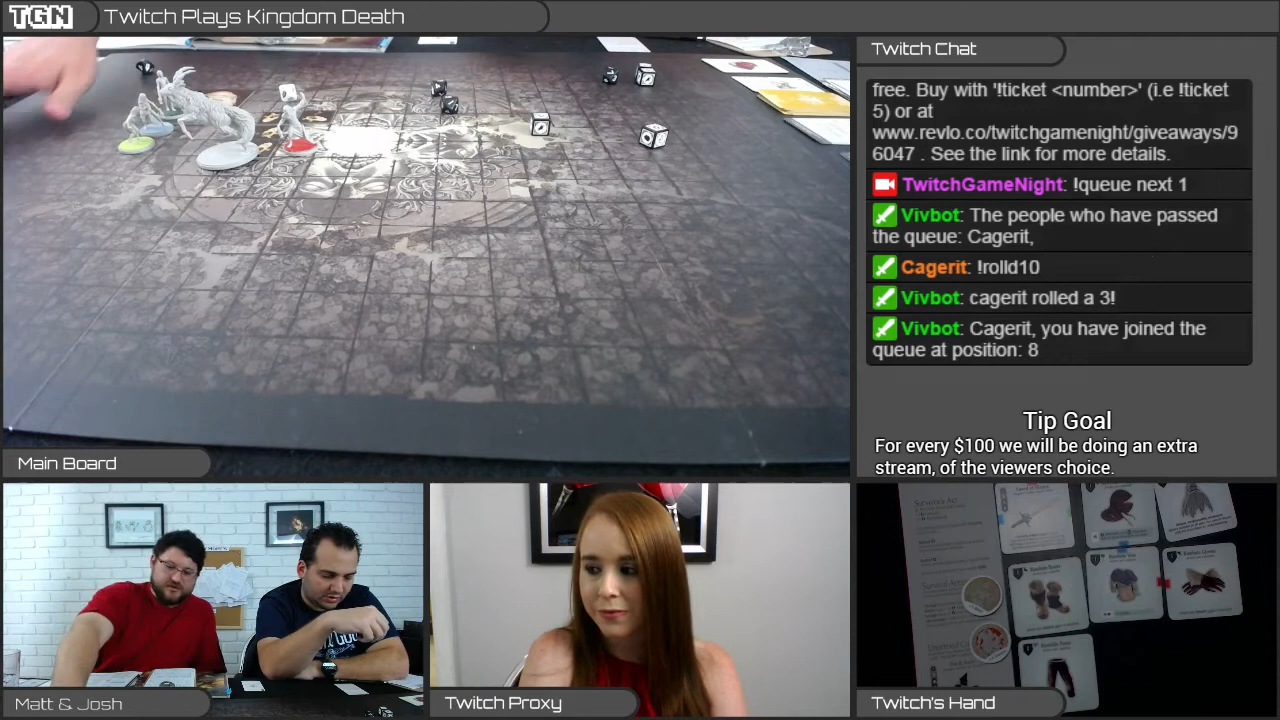 TGN
Twitch Plays Kingdom Death
Twitch Chat
free. Buy with '!ticket <number>' (i.e !ticket
5) or at
www.revlo.co/twitchgamenight/giveaways/9
6047 . See the link for more details.
TwitchGameNight: !queue next 1
Vivbot: The people who have passed
the queue: Cagerit,
Cagerit: !rolld10
Vivbot: cagerit rolled a 3!
Vivbot: Cagerit, you have joined the
queue at position: 8
Tip Goal
For every $100 we will be doing an extra
stream, of the viewers choice.
Main Board
Matt & Josh
Twitch Proxy
Twitch's Hand